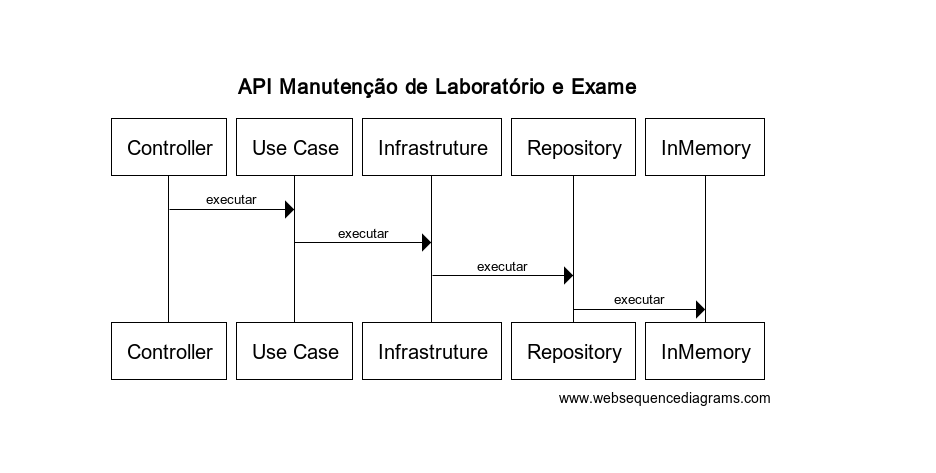 API Manutenção de Laboratório e Exame
Controller Use Case Infrastruture Repository InMemory
executar
executar
executar
executar
Controller Use Case Infrastruture Repository InMemory
www.websequencediagrams.com